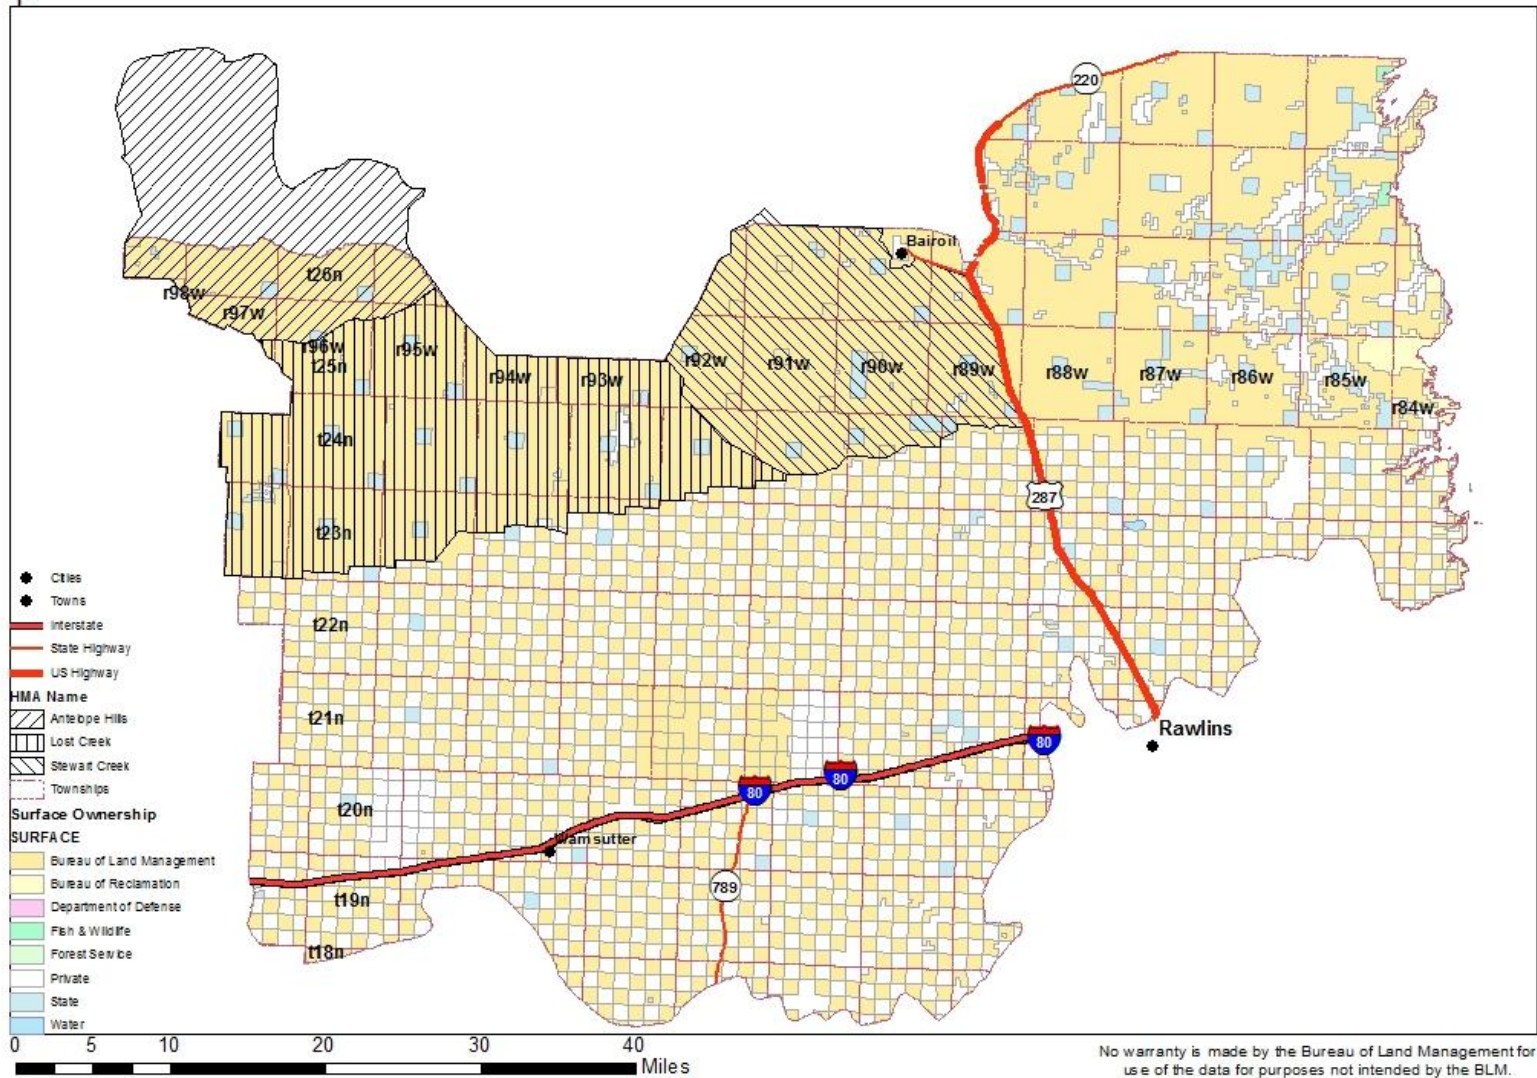 220
Bairoil
t26n
r98w
r97w
r96w
r95w
t25n
r94w
r93w
r92w
r91w
r90w
r89w
r88w
r87w
r86w
r85w
r84w
t24n
287
t23n
t22n
t21n
Rawlins
80
80
80
t20n
Wamsutter
789
t19n
t18n
Cities
Towns
Interstate
State Highway
US Highway
HMA Name
Antelope Hills
Lost Creek
Stewart Creek
Townships
Surface Ownership
SURFACE
Bureau of Land Management
Bureau of Reclamation
Department of Defense
Fish & Wildlife
Forest Service
Private
State
Water
0 5 10 20 30 40
Miles
No warranty is made by the Bureau of Land Management for
use of the data for purposes not intended by the BLM.